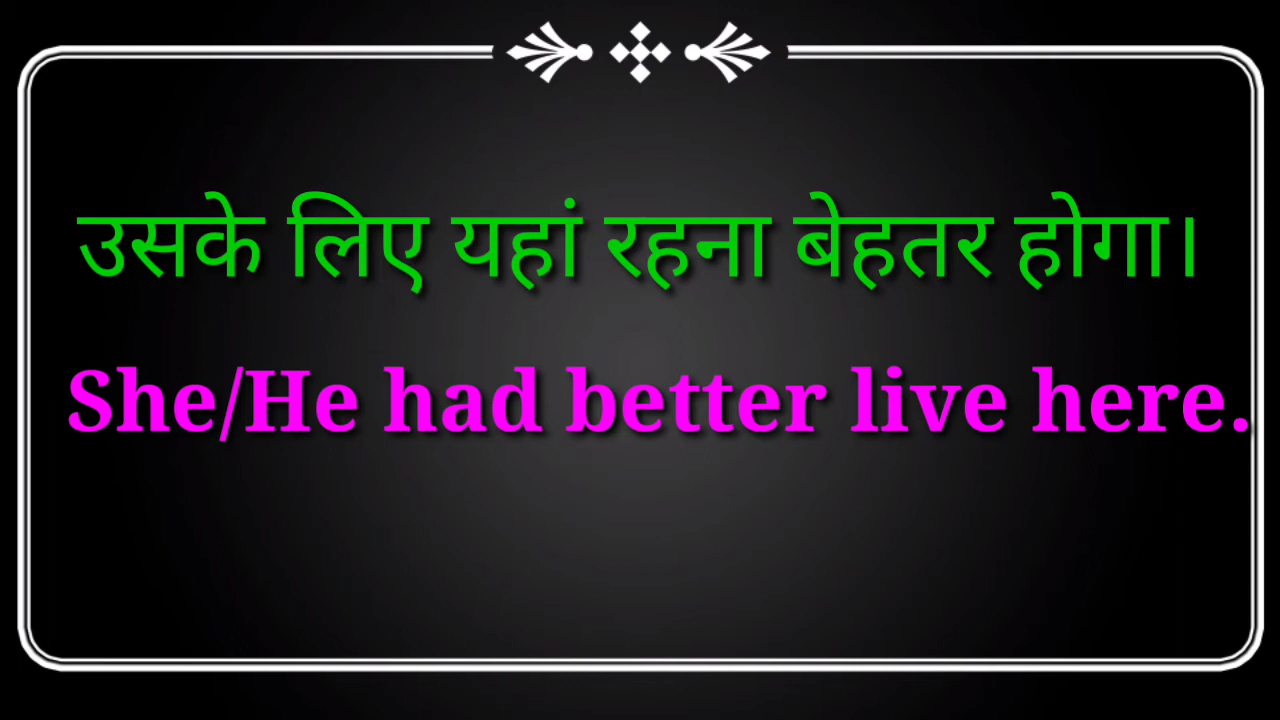 उसके लिए यहां रहना बेहतर होगा।
She/He had better live here.